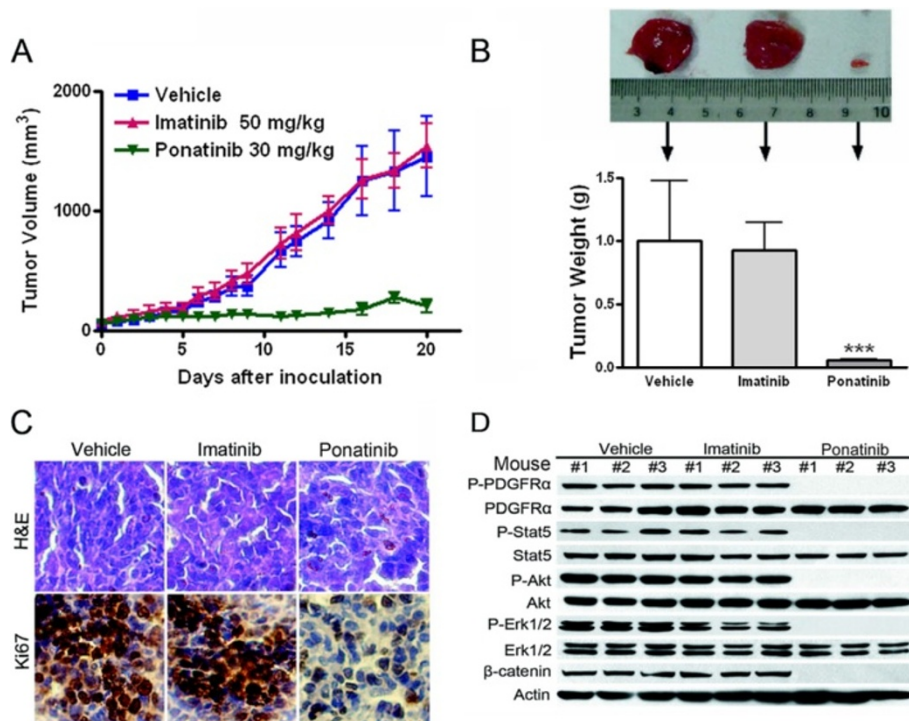 A
Vehicle
Imatinib 50 mg/kg
Ponatinib 30 mg/kg
Tumor Volume (mm³)
2000
1000
0
0 5 10 15 20
Days after inoculation
B
3 4 5 6 7 8 9 10
Tumor Weight (g)
1.5
1.0
0.5
0.0
***
Vehicle Imatinib Ponatinib
C
Vehicle Imatinib Ponatinib
H&E
Ki67
D
Vehicle Imatinib Ponatinib
Mouse #1 #2 #3 #1 #2 #3 #1 #2 #3
P-PDGFRα
PDGFRα
P-Stat5
Stat5
P-Akt
Akt
P-Erk1/2
Erk1/2
β-catenin
Actin